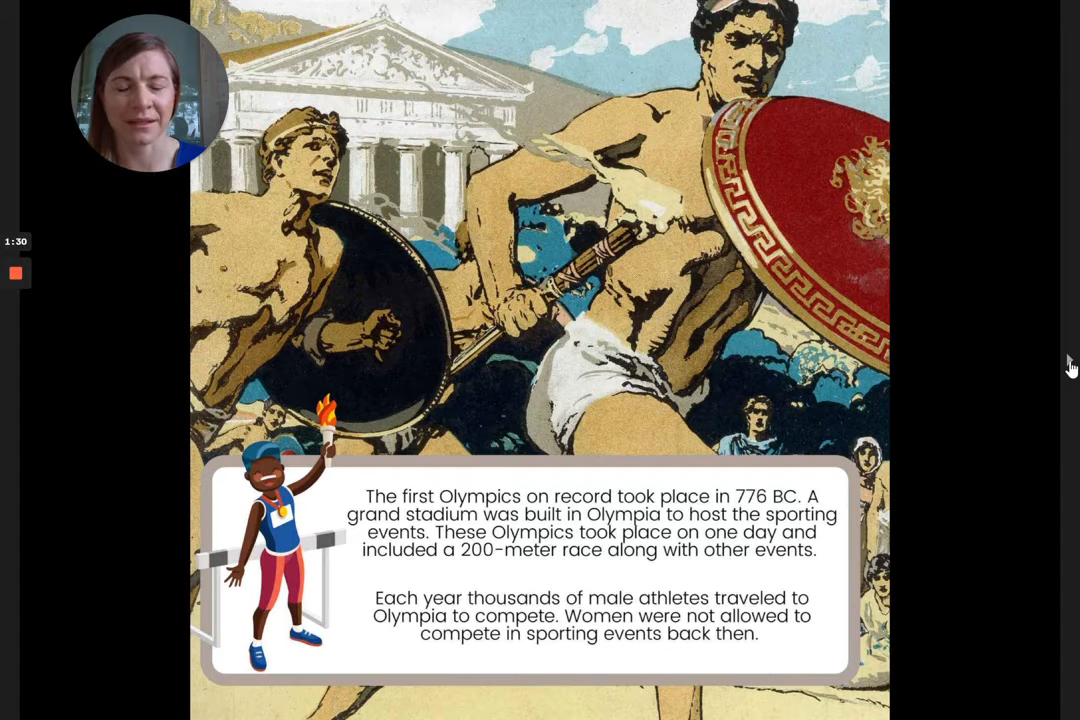 1:30
The first Olympics on record took place in 776 BC. A
grand stadium was built in Olympia to host the sporting
events. These Olympics took place on one day and
included a 200-meter race along with other events.
Each year thousands of male athletes traveled to
Olympia to compete. Women were not allowed to
compete in sporting events back then.